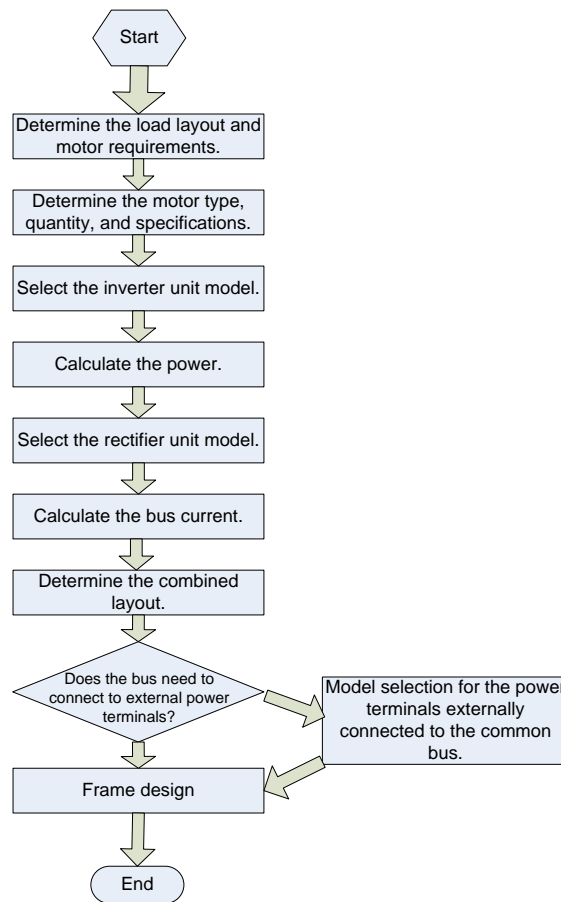 Start
Determine the load layout and
motor requirements.
Determine the motor type,
quantity, and specifications.
Select the inverter unit model.
Calculate the power.
Select the rectifier unit model.
Calculate the bus current.
Determine the combined
layout.
Does the bus need to
connect to external power
terminals?
Model selection for the power
terminals externally
connected to the common
bus.
Frame design
End